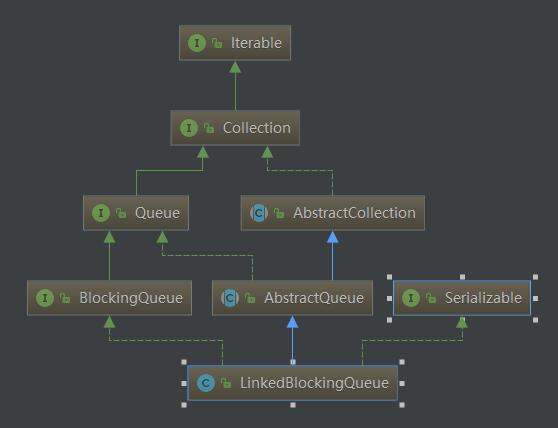 I Iterable
I Collection
I Queue
C AbstractCollection
I BlockingQueue
C AbstractQueue
I Serializable
C LinkedBlockingQueue